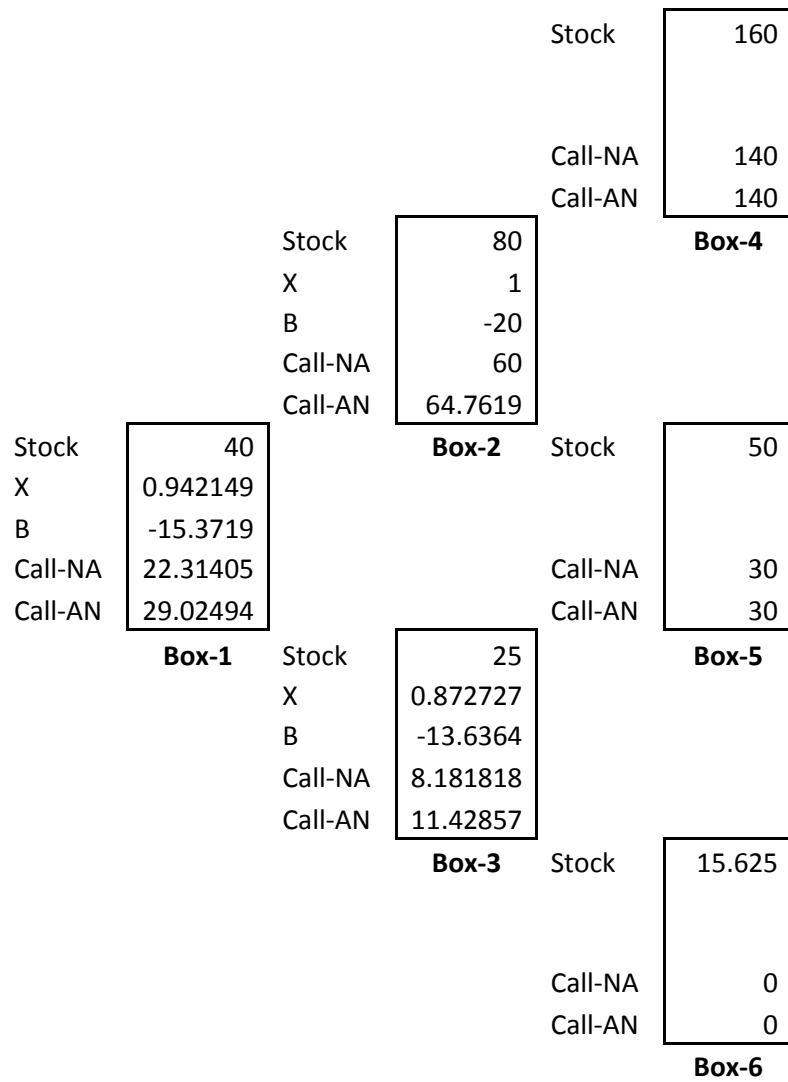 Stock 160
Call-NA 140
Call-AN 140
Stock 80 Box-4
X 1
B -20
Call-NA 60
Call-AN 64.7619
Stock 40 Box-2 Stock 50
X 0.942149
B -15.3719
Call-NA 22.31405 Call-NA 30
Call-AN 29.02494 Call-AN 30
Box-1 Stock 25 Box-5
X 0.872727
B -13.6364
Call-NA 8.181818
Call-AN 11.42857
Box-3 Stock 15.625
Call-NA 0
Call-AN 0
Box-6